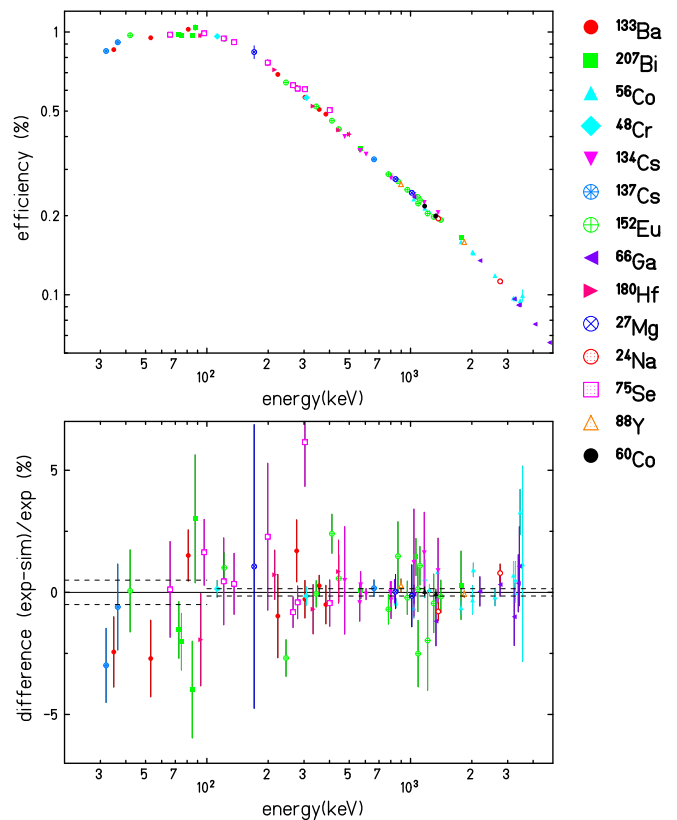 1
0.5
0.2
0.1
efficiency (%)
3 5 7 10² 2 3 5 7 10³ 2 3
energy(keV)
¹³³Ba
²⁰⁷Bi
⁵⁶Co
⁴⁸Cr
¹³⁴Cs
¹³⁷Cs
¹⁵²Eu
⁶⁶Ga
¹⁸⁰Hf
²⁷Mg
²⁴Na
⁷⁵Se
⁸⁸Y
⁶⁰Co
5
0
−5
difference (exp-sim)/exp (%)
3 5 7 10² 2 3 5 7 10³ 2 3
energy(keV)